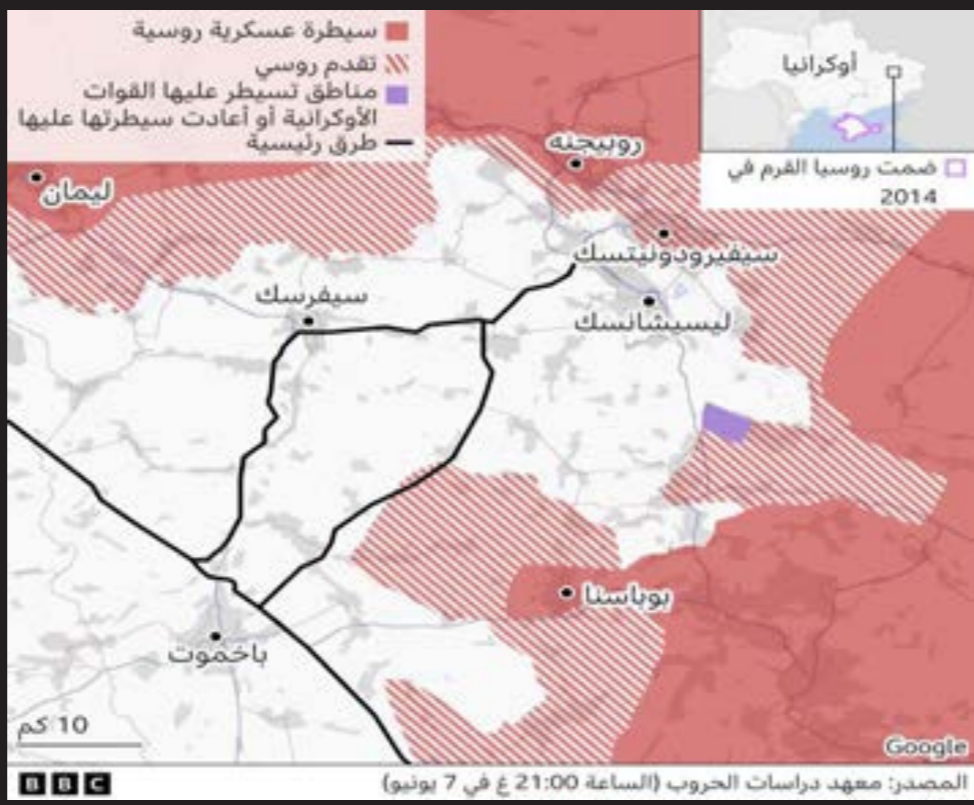 سيطرة عسكرية روسية
تقدم روسي
مناطق تسيطر عليها القوات
الأوكرانية أو أعادت سيطرتها عليها
طرق رئيسية
أوكرانيا
ضمت روسيا القرم في
2014
روبيجنه
ليمان
سيفيرودونيتسك
سيفرسك
ليسيشانسك
بوباسنا
باخموت
10 كم
Google
المصدر: معهد دراسات الحروب (الساعة 21:00 غ في 7 يونيو)
BBC